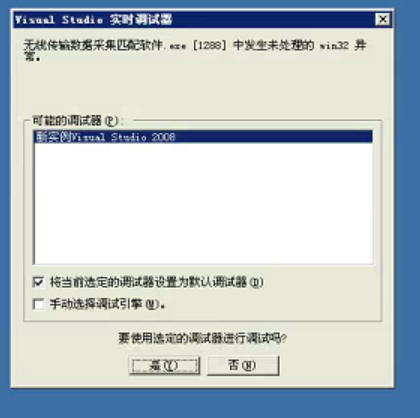 Visual Studio 实时调试器
无线传输数据采集匹配软件.exe [1288] 中发生未处理的 win32 异
常。
可能的调试器(P):
新实例Visual Studio 2008
将当前选定的调试器设置为默认调试器(D)
手动选择调试引擎(M)。
要使用选定的调试器进行调试吗?
是(Y) 否(N)